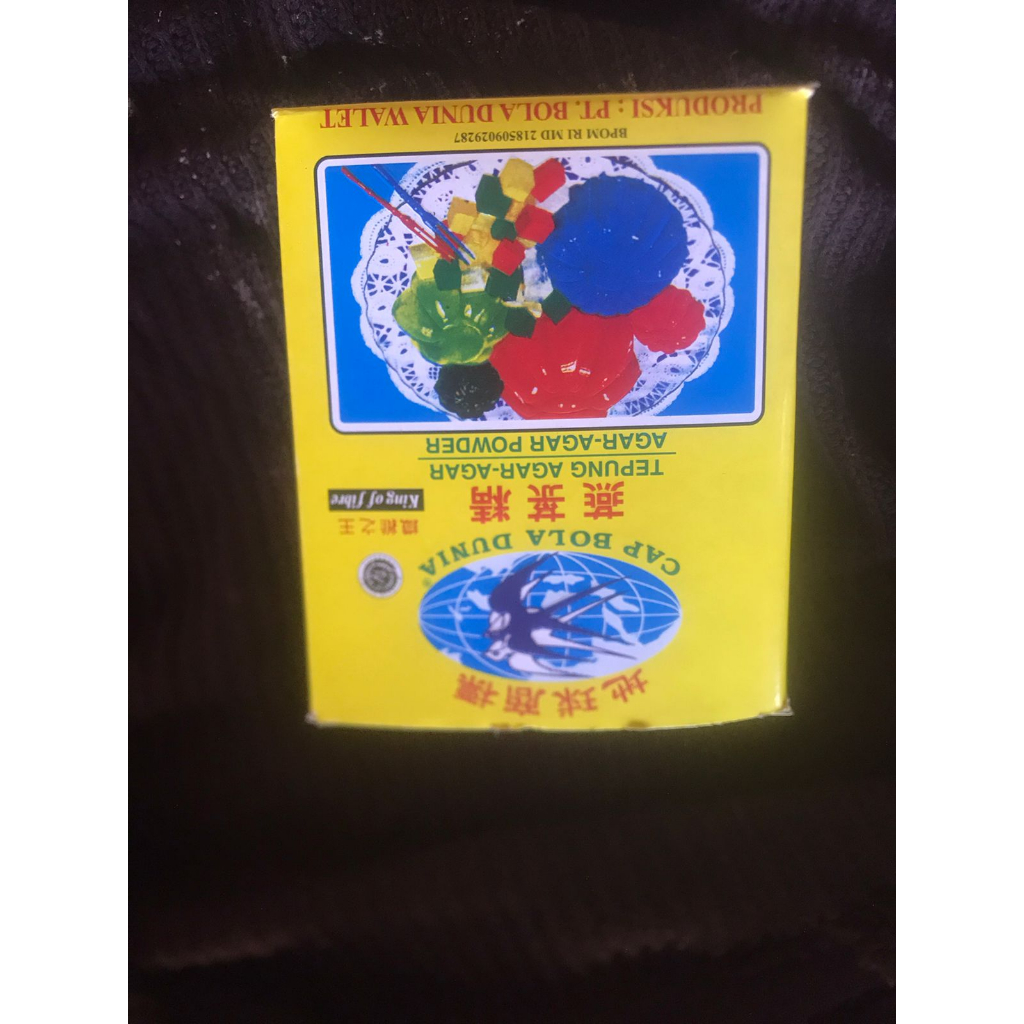 地球商標
CAP BOLA DUNIA®
纖維之王
King of fibre
燕菜精
TEPUNG AGAR-AGAR
AGAR-AGAR POWDER
BPOM RI MD 218509029287
PRODUKSI : PT. BOLA DUNIA WALET